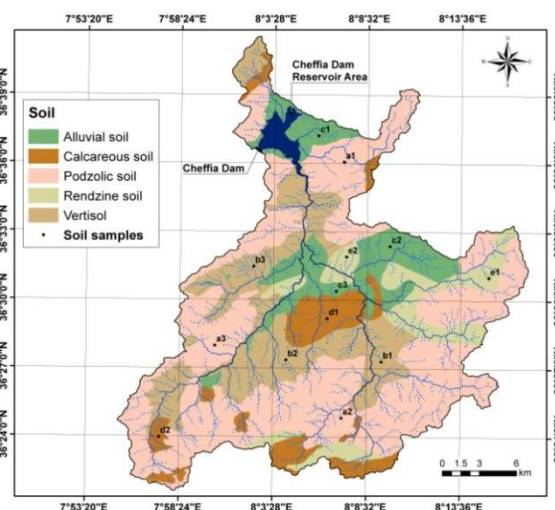 7°53'20"E 7°58'24"E 8°3'28"E 8°8'32"E 8°13'36"E
Cheffia Dam
Reservoir Area
36°39'0"N
Soil
Alluvial soil
Calcareous soil
Podzolic soil
Rendzine soil
Vertisol
Soil samples
c1
a1
36°36'0"N
Cheffia Dam
36°33'0"N
c2
e2
b3
e1
36°30'0"N
c3
d1
a3
b2
b1
36°27'0"N
a2
d2
36°24'0"N
0 1.5 3 6
km
7°53'20"E 7°58'24"E 8°3'28"E 8°8'32"E 8°13'36"E